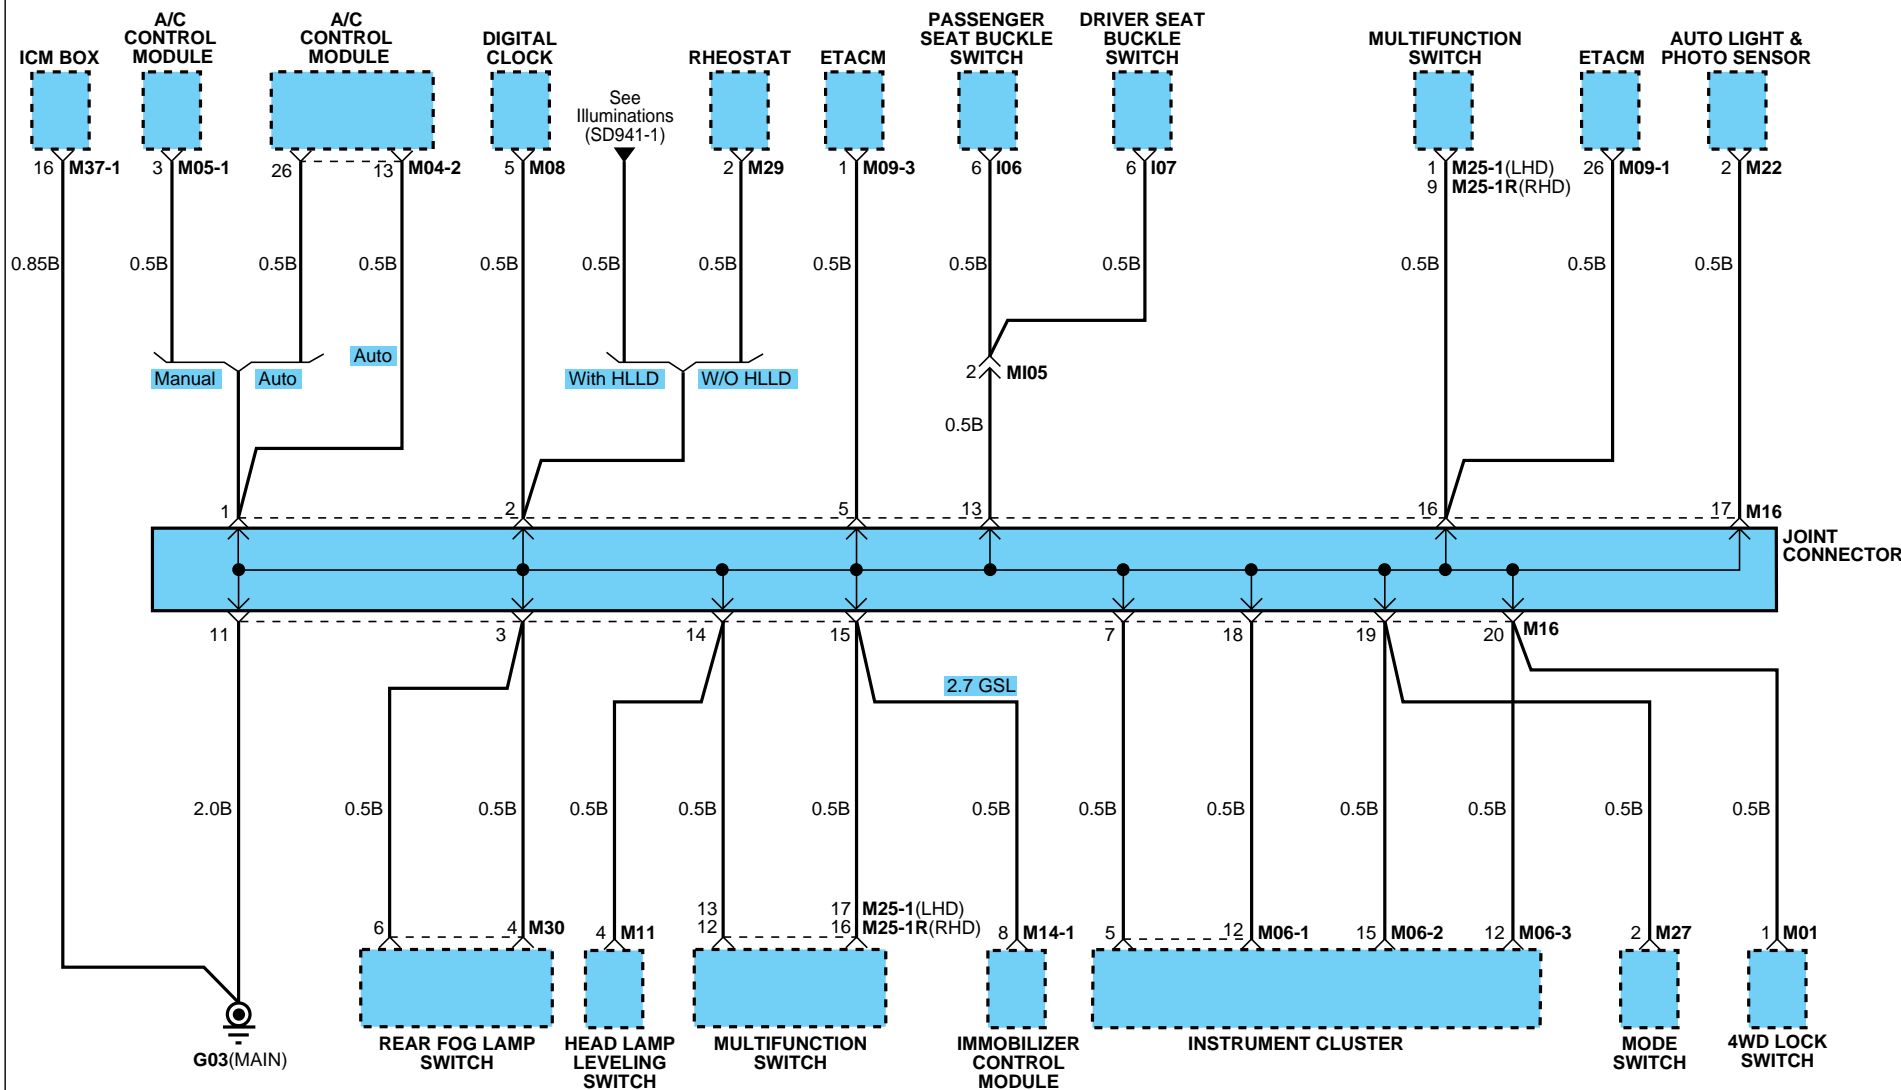 ICM BOX
A/C
CONTROL
MODULE
A/C
CONTROL
MODULE
DIGITAL
CLOCK
See
Illuminations
(SD941-1)
RHEOSTAT
ETACM
PASSENGER
SEAT BUCKLE
SWITCH
DRIVER SEAT
BUCKLE
SWITCH
MULTIFUNCTION
SWITCH
ETACM
AUTO LIGHT &
PHOTO SENSOR
16 M37-1
3 M05-1
26
13 M04-2
5 M08
2 M29
1 M09-3
6 I06
6 I07
1 M25-1(LHD)
9 M25-1R(RHD)
26 M09-1
2 M22
0.85B
0.5B
0.5B
0.5B
0.5B
0.5B
0.5B
0.5B
0.5B
0.5B
0.5B
0.5B
0.5B
Auto
Manual
Auto
With HLLD
W/O HLLD
2 MI05
0.5B
1
2
5
13
16
17 M16
JOINT
CONNECTOR
11
3
14
15
7
18
19
20 M16
2.7 GSL
2.0B
0.5B
0.5B
0.5B
0.5B
0.5B
0.5B
0.5B
0.5B
0.5B
0.5B
0.5B
0.5B
6
4 M30
4 M11
13
12
17 M25-1(LHD)
16 M25-1R(RHD)
8 M14-1
5
12 M06-1
15 M06-2
12 M06-3
2 M27
1 M01
G03(MAIN)
REAR FOG LAMP
SWITCH
HEAD LAMP
LEVELING
SWITCH
MULTIFUNCTION
SWITCH
IMMOBILIZER
CONTROL
MODULE
INSTRUMENT CLUSTER
MODE
SWITCH
4WD LOCK
SWITCH